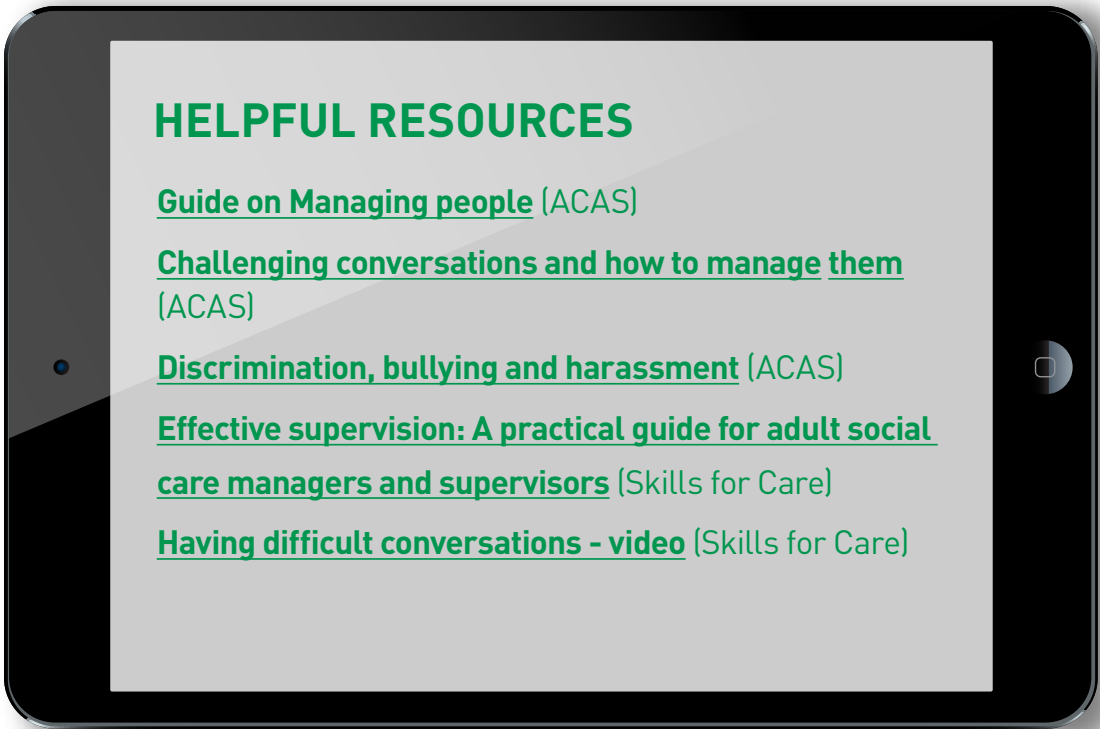 HELPFUL RESOURCES
Guide on Managing people (ACAS)
Challenging conversations and how to manage them
(ACAS)
Discrimination, bullying and harassment (ACAS)
Effective supervision: A practical guide for adult social
care managers and supervisors (Skills for Care)
Having difficult conversations - video (Skills for Care)